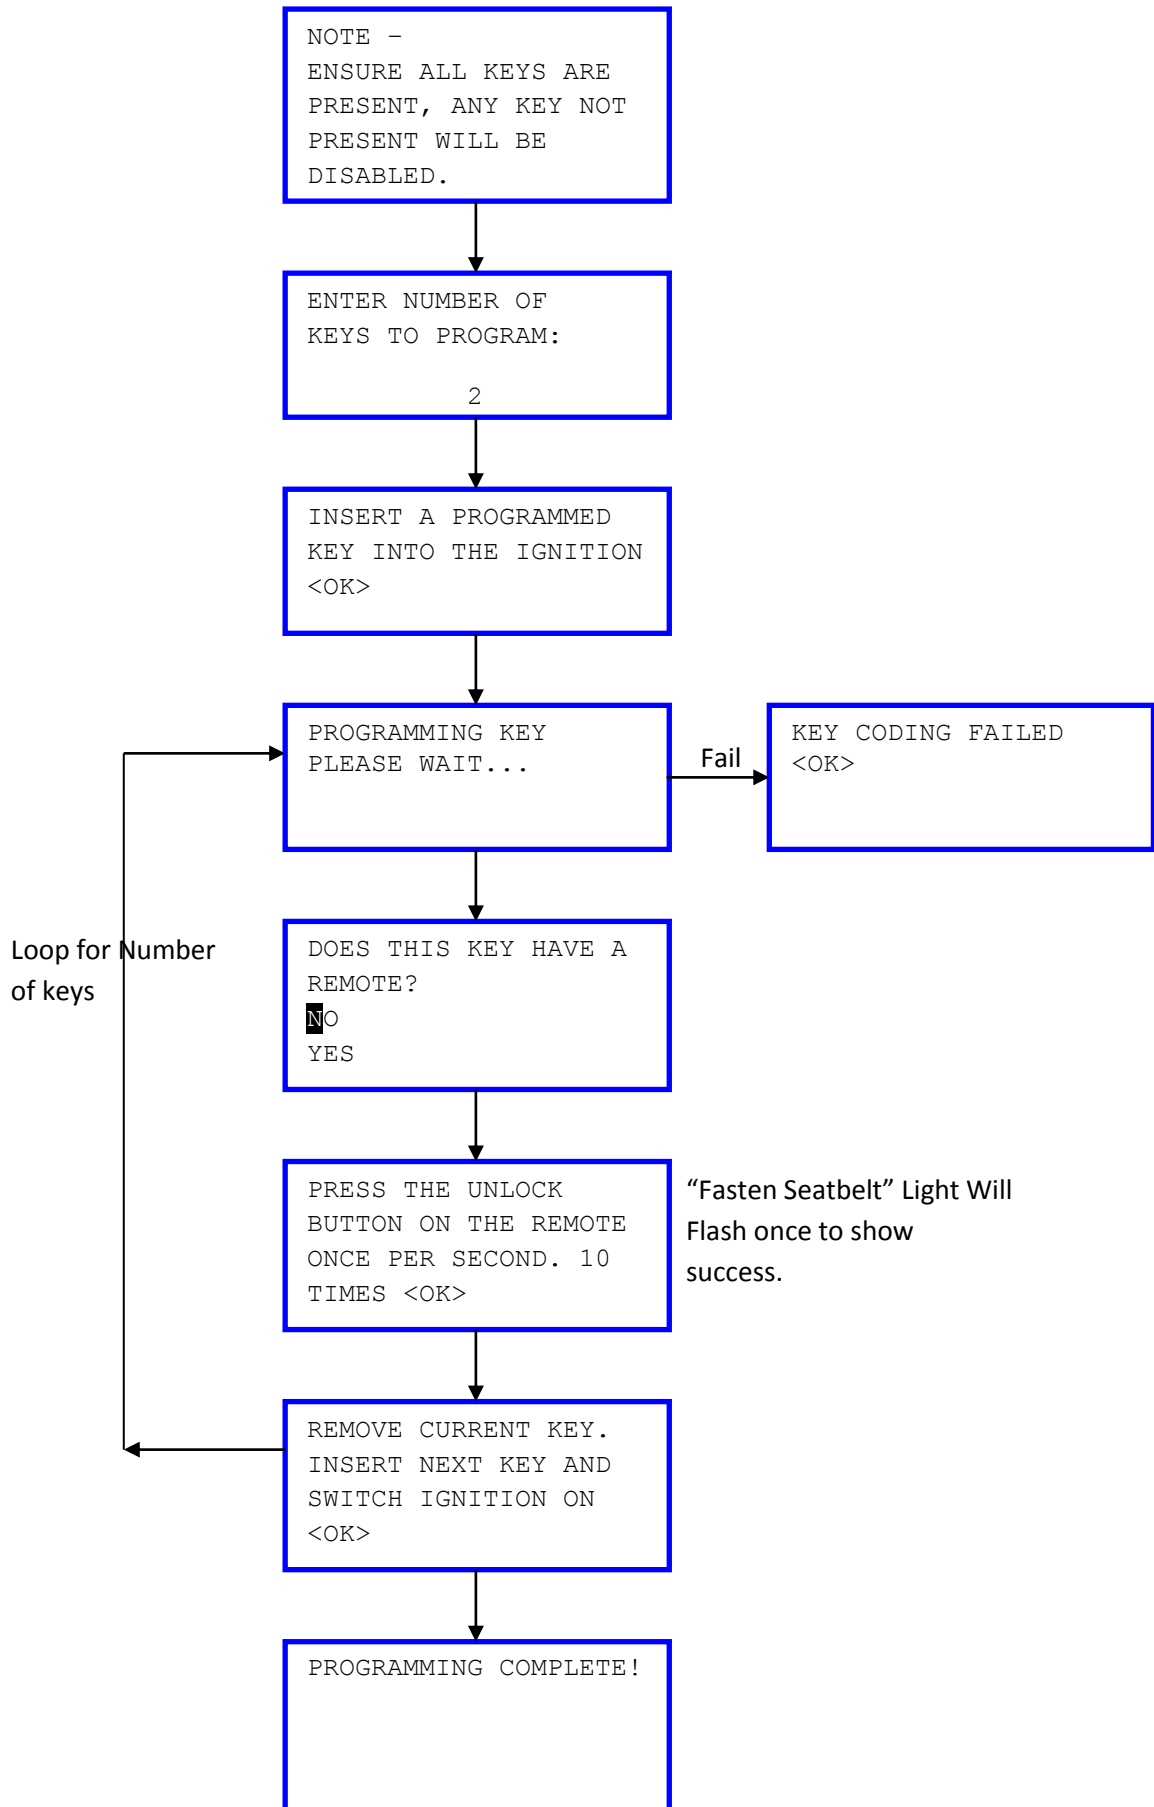 NOTE –
ENSURE ALL KEYS ARE
PRESENT, ANY KEY NOT
PRESENT WILL BE
DISABLED.
ENTER NUMBER OF
KEYS TO PROGRAM:
2
INSERT A PROGRAMMED
KEY INTO THE IGNITION
<OK>
PROGRAMMING KEY
PLEASE WAIT...
Fail
KEY CODING FAILED
<OK>
Loop for Number
of keys
DOES THIS KEY HAVE A
REMOTE?
NO
YES
PRESS THE UNLOCK
BUTTON ON THE REMOTE
ONCE PER SECOND. 10
TIMES <OK>
“Fasten Seatbelt” Light Will
Flash once to show
success.
REMOVE CURRENT KEY.
INSERT NEXT KEY AND
SWITCH IGNITION ON
<OK>
PROGRAMMING COMPLETE!